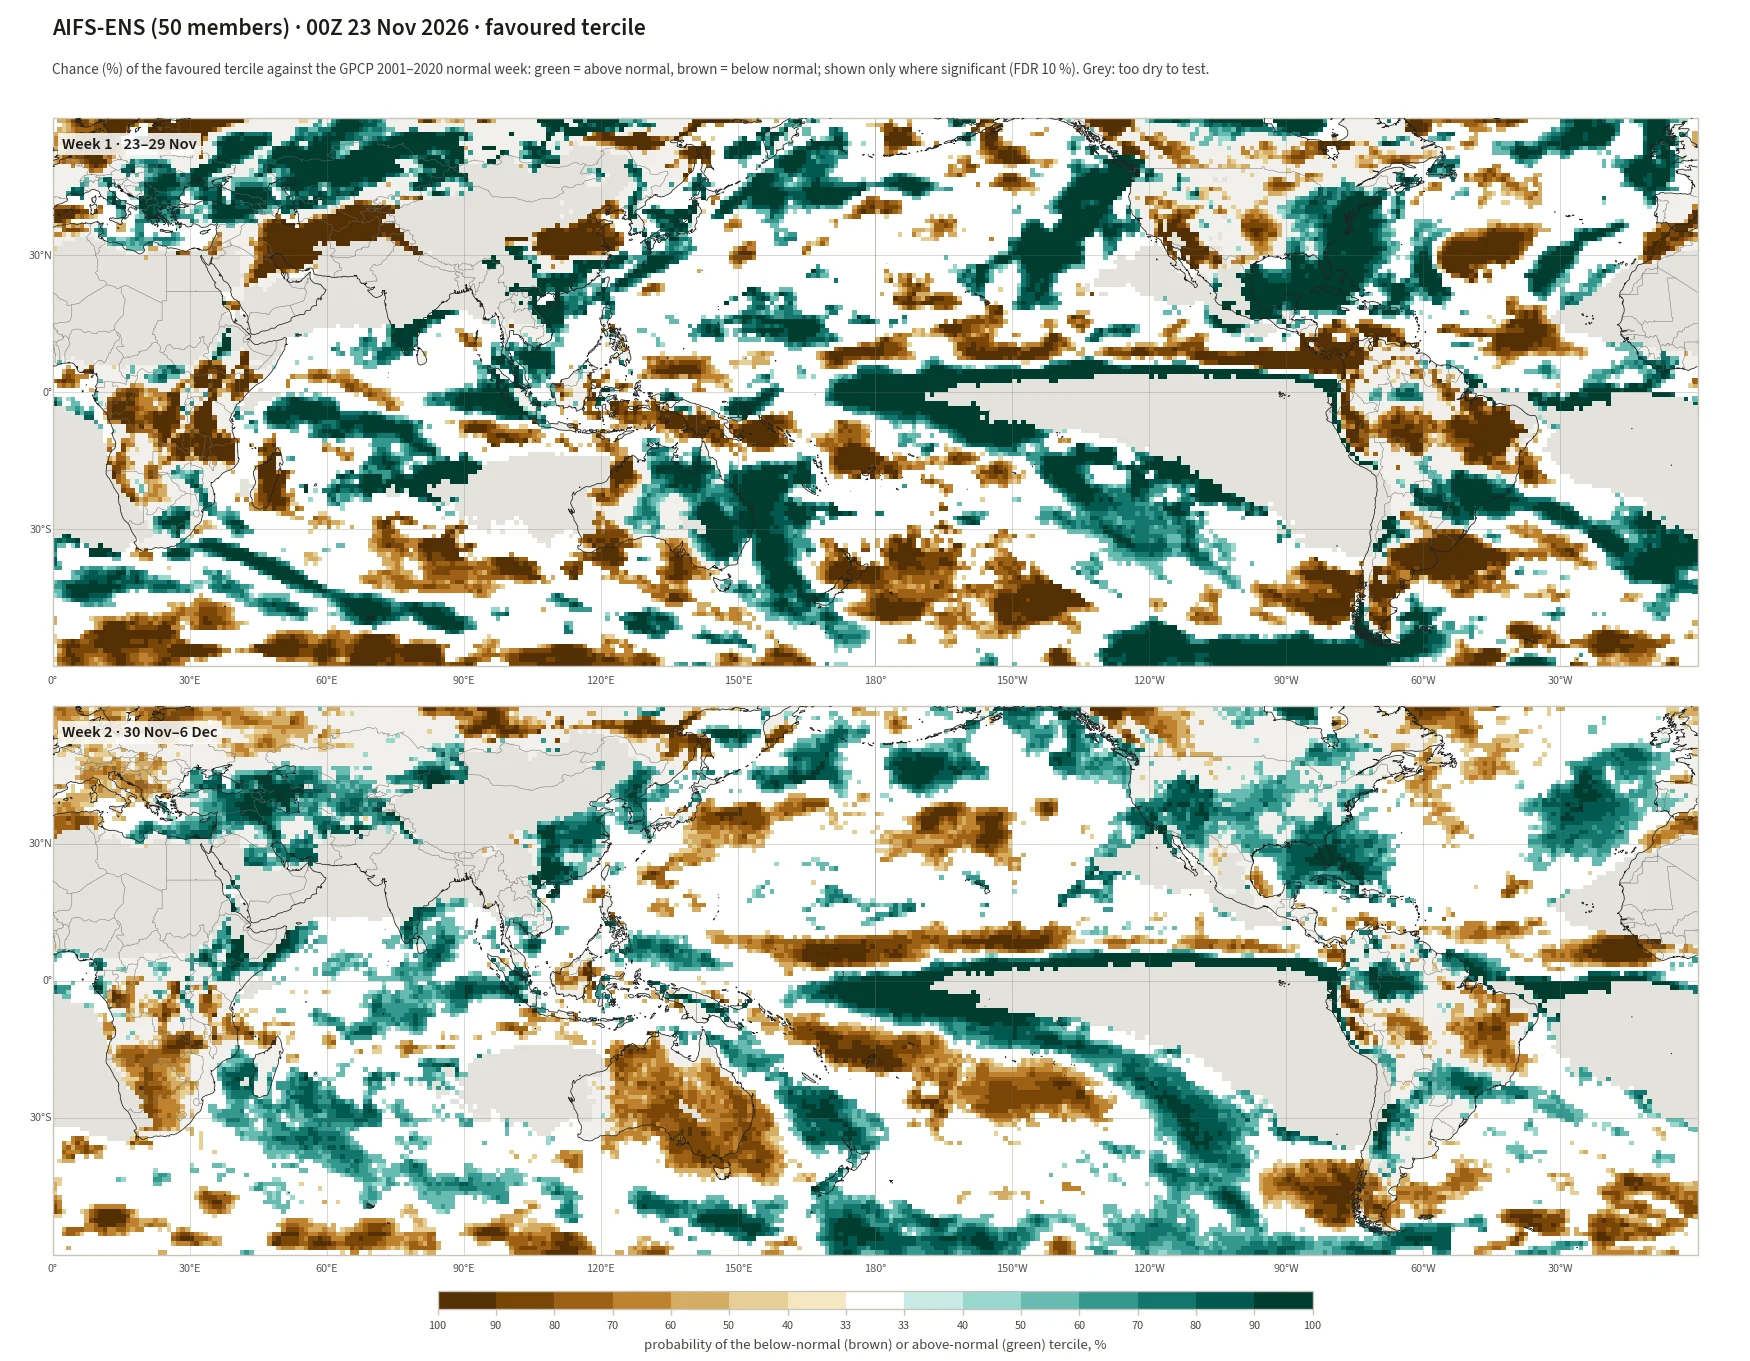 AIFS-ENS (50 members) · 00Z 23 Nov 2026 · favoured tercile
Chance (%) of the favoured tercile against the GPCP 2001–2020 normal week: green = above normal, brown = below normal; shown only where significant (FDR 10 %). Grey: too dry to test.
Week 1 · 23–29 Nov
30°N
0°
30°S
0° 30°E 60°E 90°E 120°E 150°E 180° 150°W 120°W 90°W 60°W 30°W
Week 2 · 30 Nov–6 Dec
30°N
0°
30°S
0° 30°E 60°E 90°E 120°E 150°E 180° 150°W 120°W 90°W 60°W 30°W
100 90 80 70 60 50 40 33 33 40 50 60 70 80 90 100
probability of the below-normal (brown) or above-normal (green) tercile, %